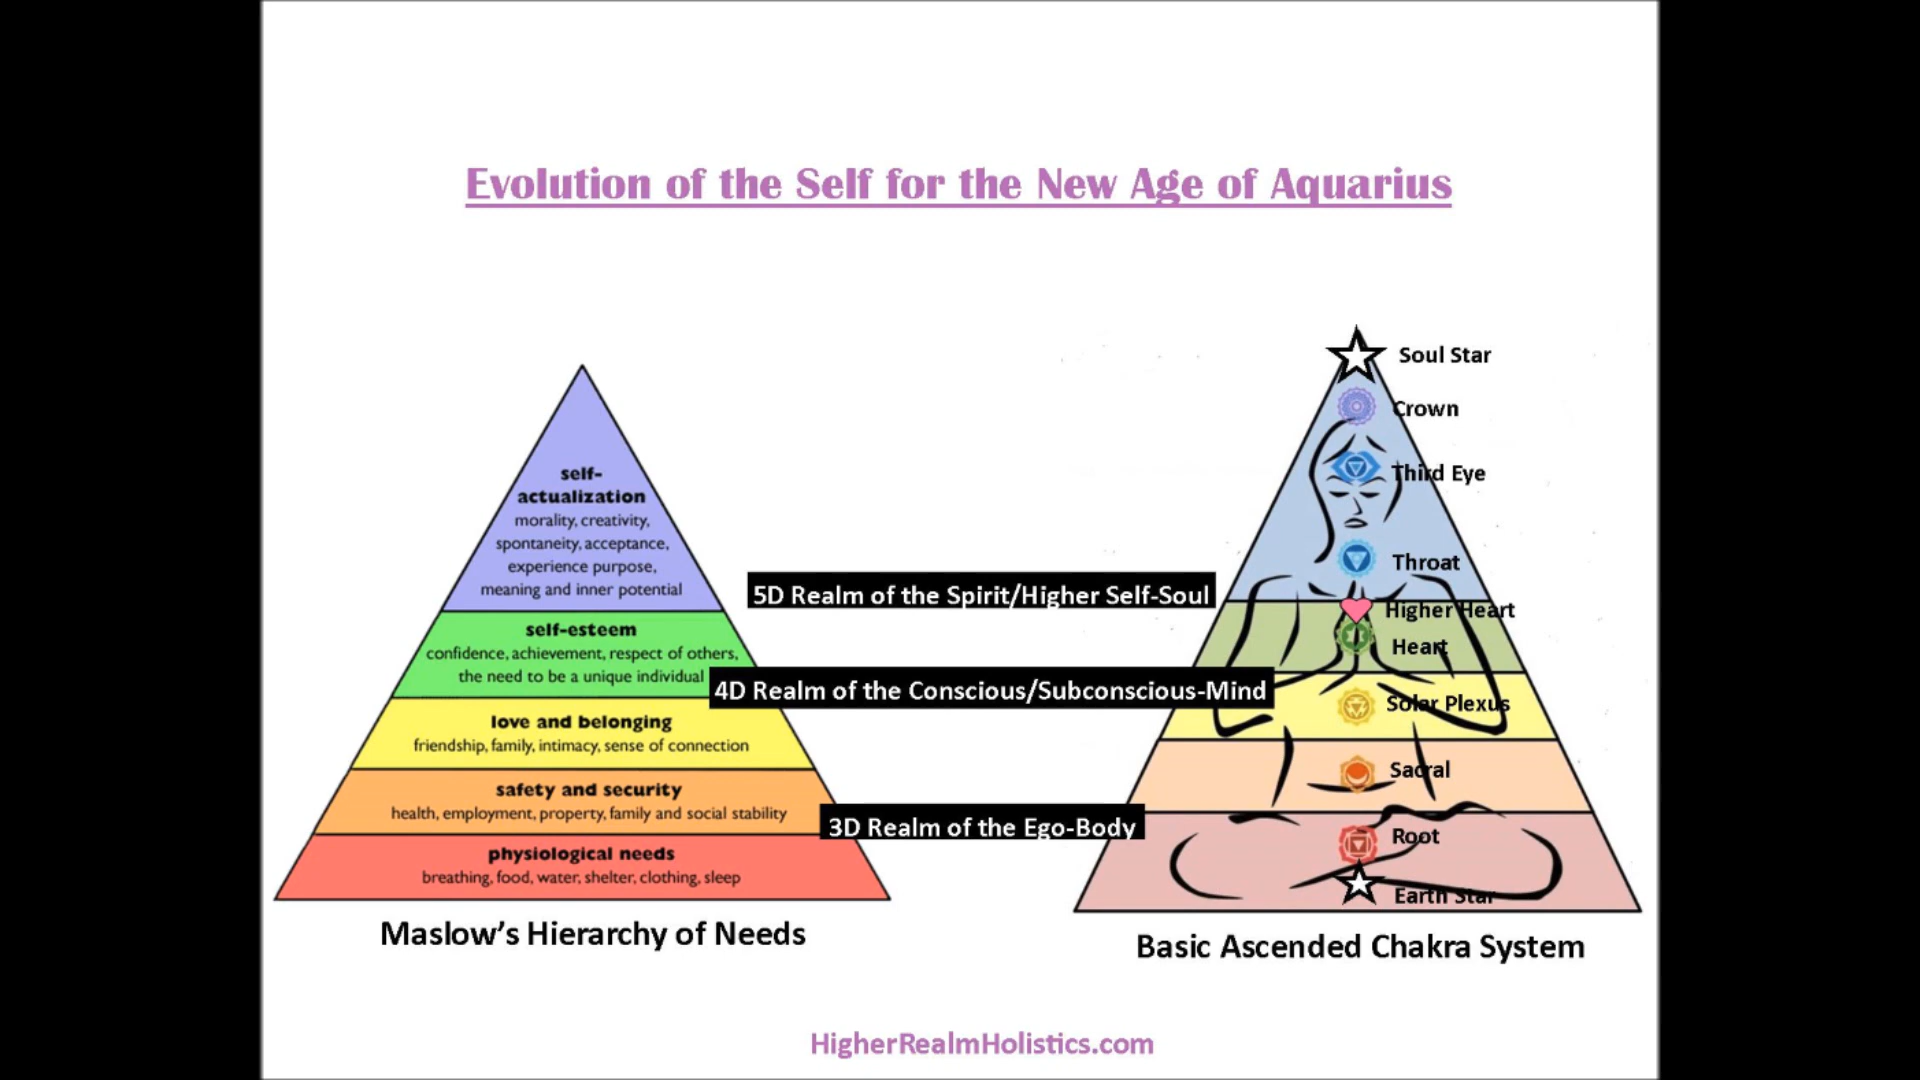 Evolution of the Self for the New Age of Aquarius
self-
actualization
morality, creativity,
spontaneity, acceptance,
experience purpose,
meaning and inner potential
self-esteem
confidence, achievement, respect of others,
the need to be a unique individual
love and belonging
friendship, family, intimacy, sense of connection
safety and security
health, employment, property, family and social stability
physiological needs
breathing, food, water, shelter, clothing, sleep
Maslow's Hierarchy of Needs
5D Realm of the Spirit/Higher Self-Soul
4D Realm of the Conscious/Subconscious-Mind
3D Realm of the Ego-Body
Soul Star
Crown
Third Eye
Throat
Higher Heart
Heart
Solar Plexus
Sacral
Root
Earth Star
Basic Ascended Chakra System
HigherRealmHolistics.com